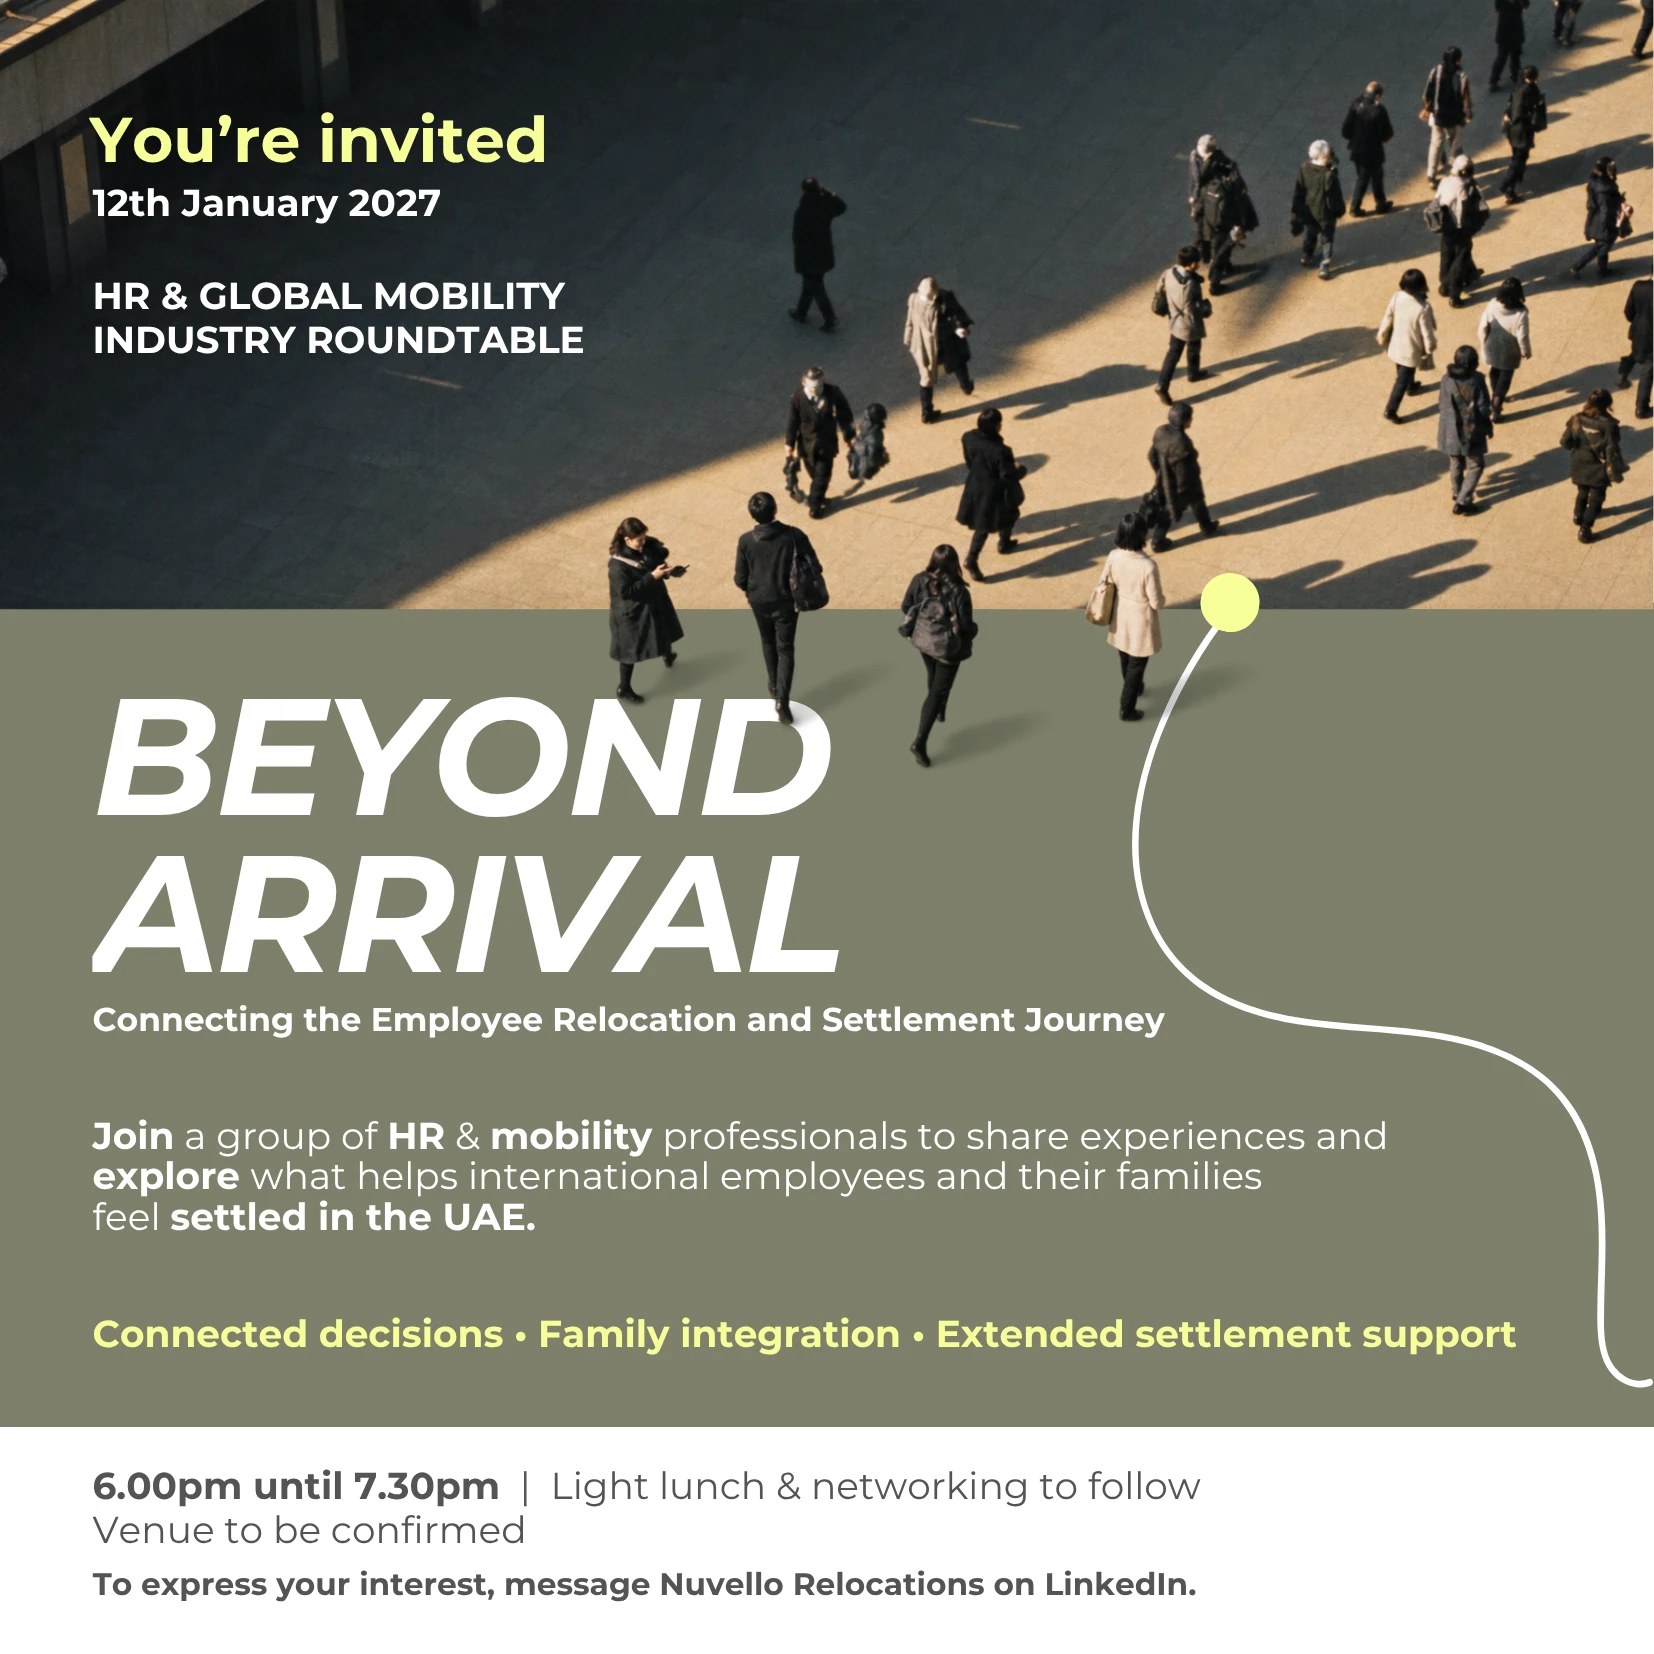 You’re invited
12th January 2027
HR & GLOBAL MOBILITY
INDUSTRY ROUNDTABLE
BEYOND
ARRIVAL
Connecting the Employee Relocation and Settlement Journey
Join a group of HR & mobility professionals to share experiences and
explore what helps international employees and their families
feel settled in the UAE.
Connected decisions • Family integration • Extended settlement support
6.00pm until 7.30pm | Light lunch & networking to follow
Venue to be confirmed
To express your interest, message Nuvello Relocations on LinkedIn.